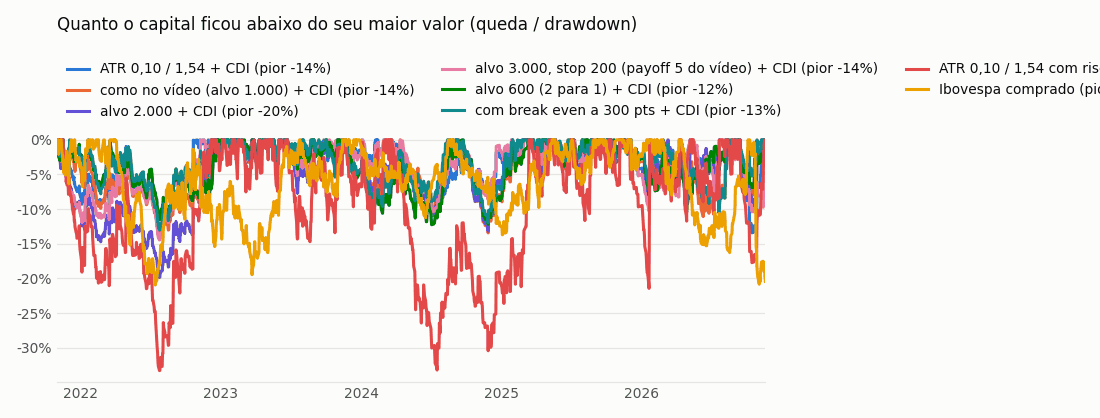 Quanto o capital ficou abaixo do seu maior valor (queda / drawdown)
ATR 0,10 / 1,54 + CDI (pior -14%)
como no vídeo (alvo 1.000) + CDI (pior -14%)
alvo 2.000 + CDI (pior -20%)
alvo 3.000, stop 200 (payoff 5 do vídeo) + CDI (pior -14%)
alvo 600 (2 para 1) + CDI (pior -12%)
com break even a 300 pts + CDI (pior -13%)
ATR 0,10 / 1,54 com
Ibovespa comprado
0%
-5%
-10%
-15%
-20%
-25%
-30%
2022 2023 2024 2025 2026